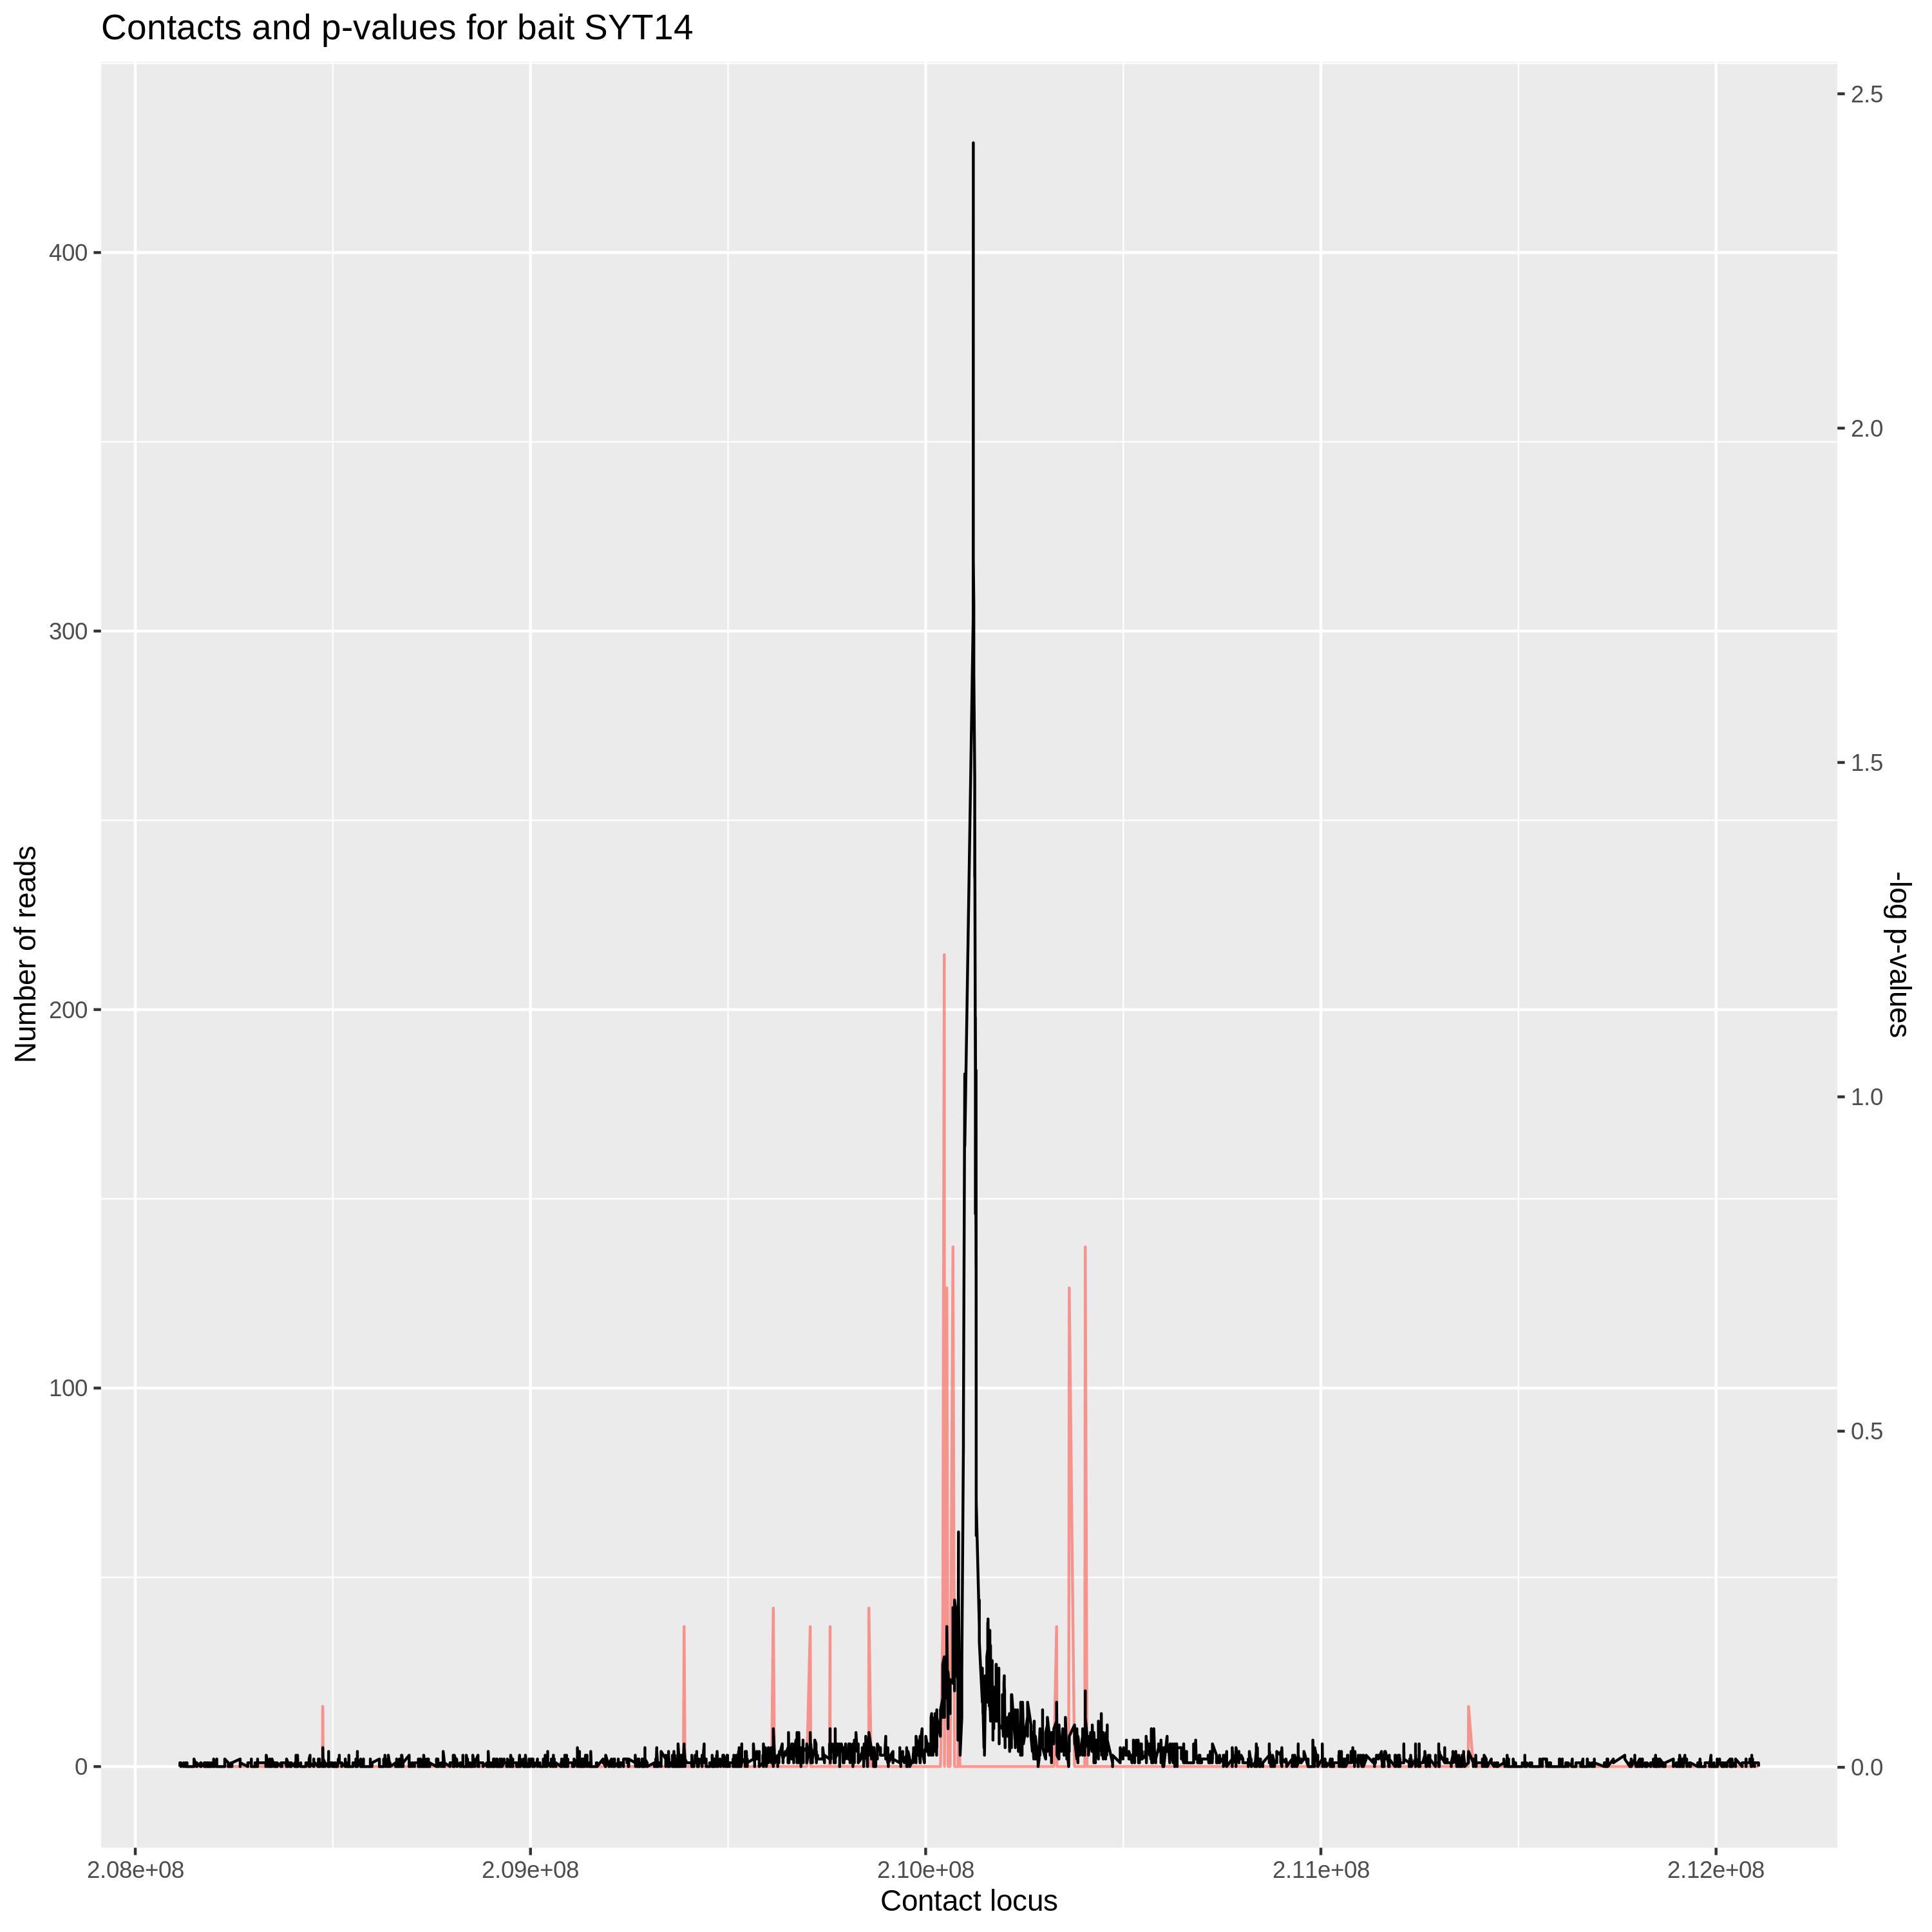 Contacts and p-values for bait SYT14
Number of reads
400
300
200
100
0
2.5
2.0
1.5
1.0
0.5
0.0
-log p-values
2.08e+08
2.09e+08
2.10e+08
2.11e+08
2.12e+08
Contact locus